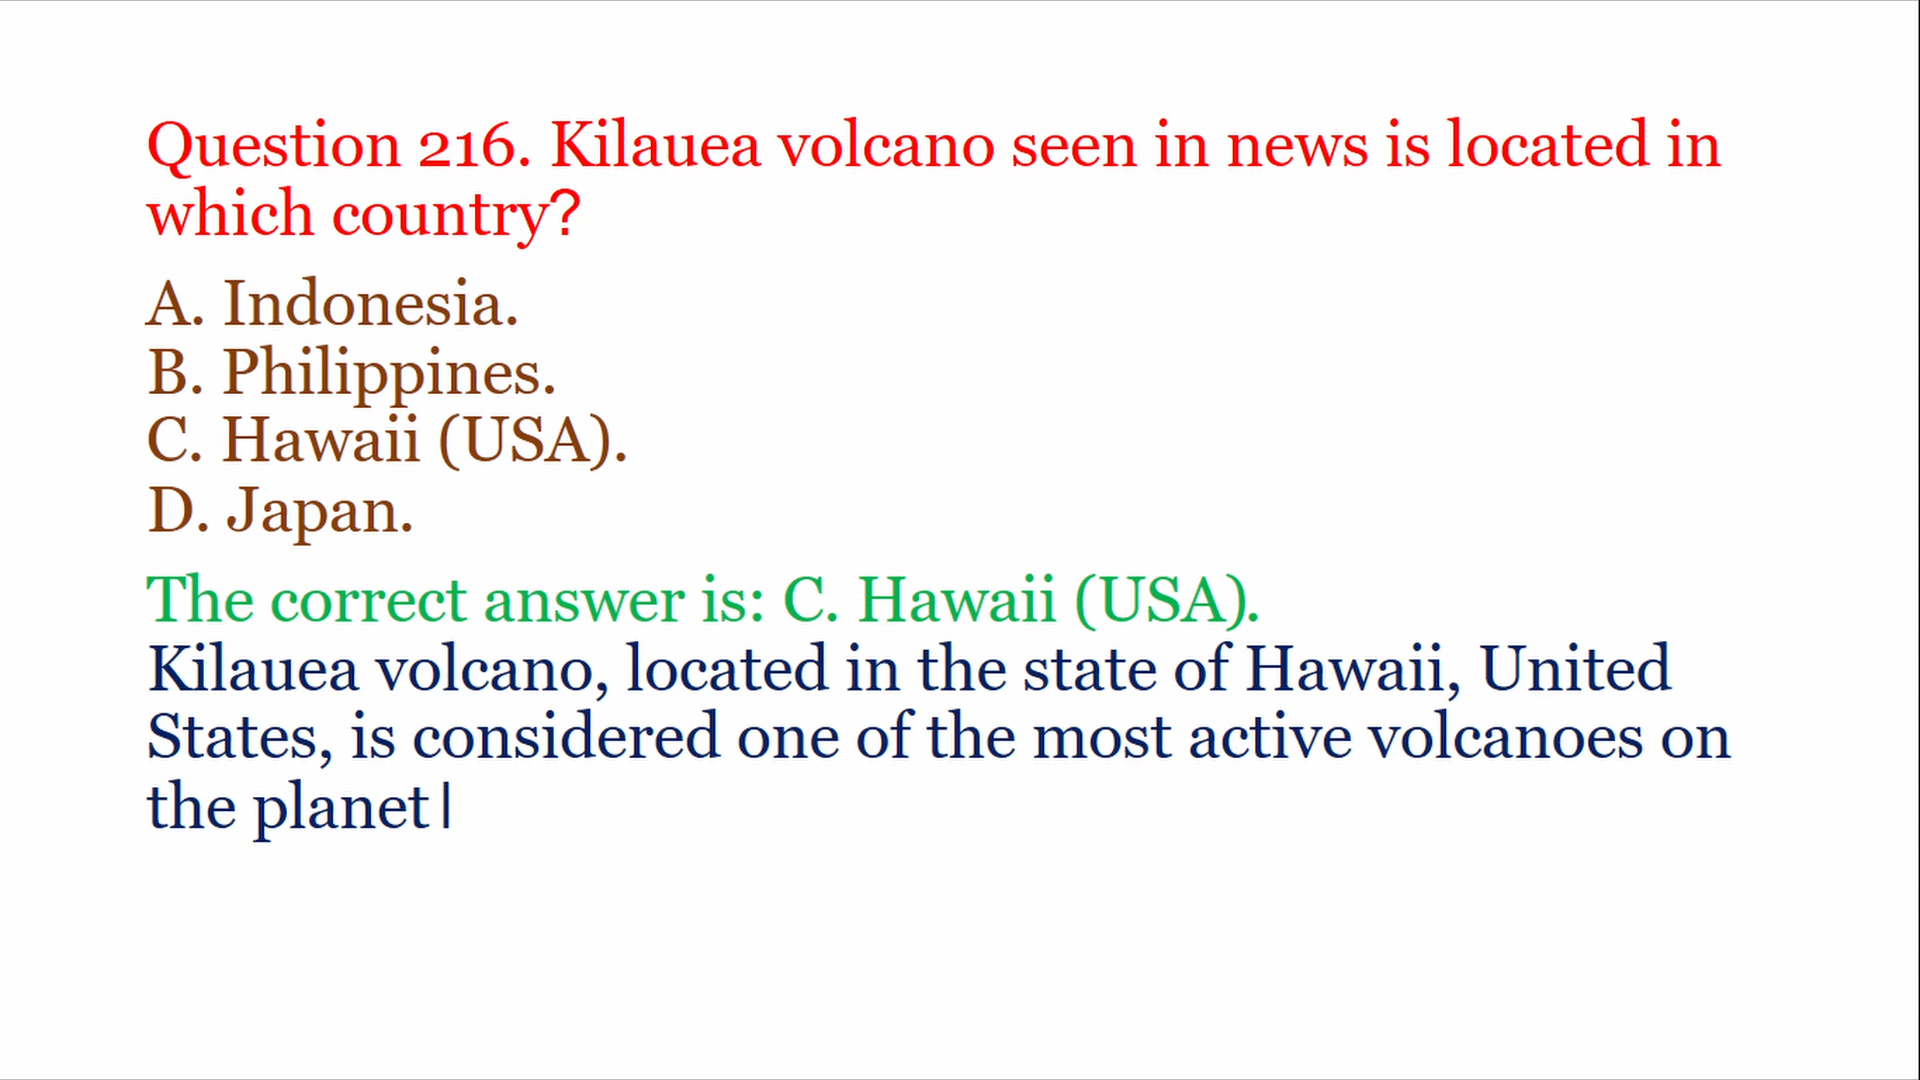 Question 216. Kilauea volcano seen in news is located in
which country?
A. Indonesia.
B. Philippines.
C. Hawaii (USA).
D. Japan.
The correct answer is: C. Hawaii (USA).
Kilauea volcano, located in the state of Hawaii, United
States, is considered one of the most active volcanoes on
the planet